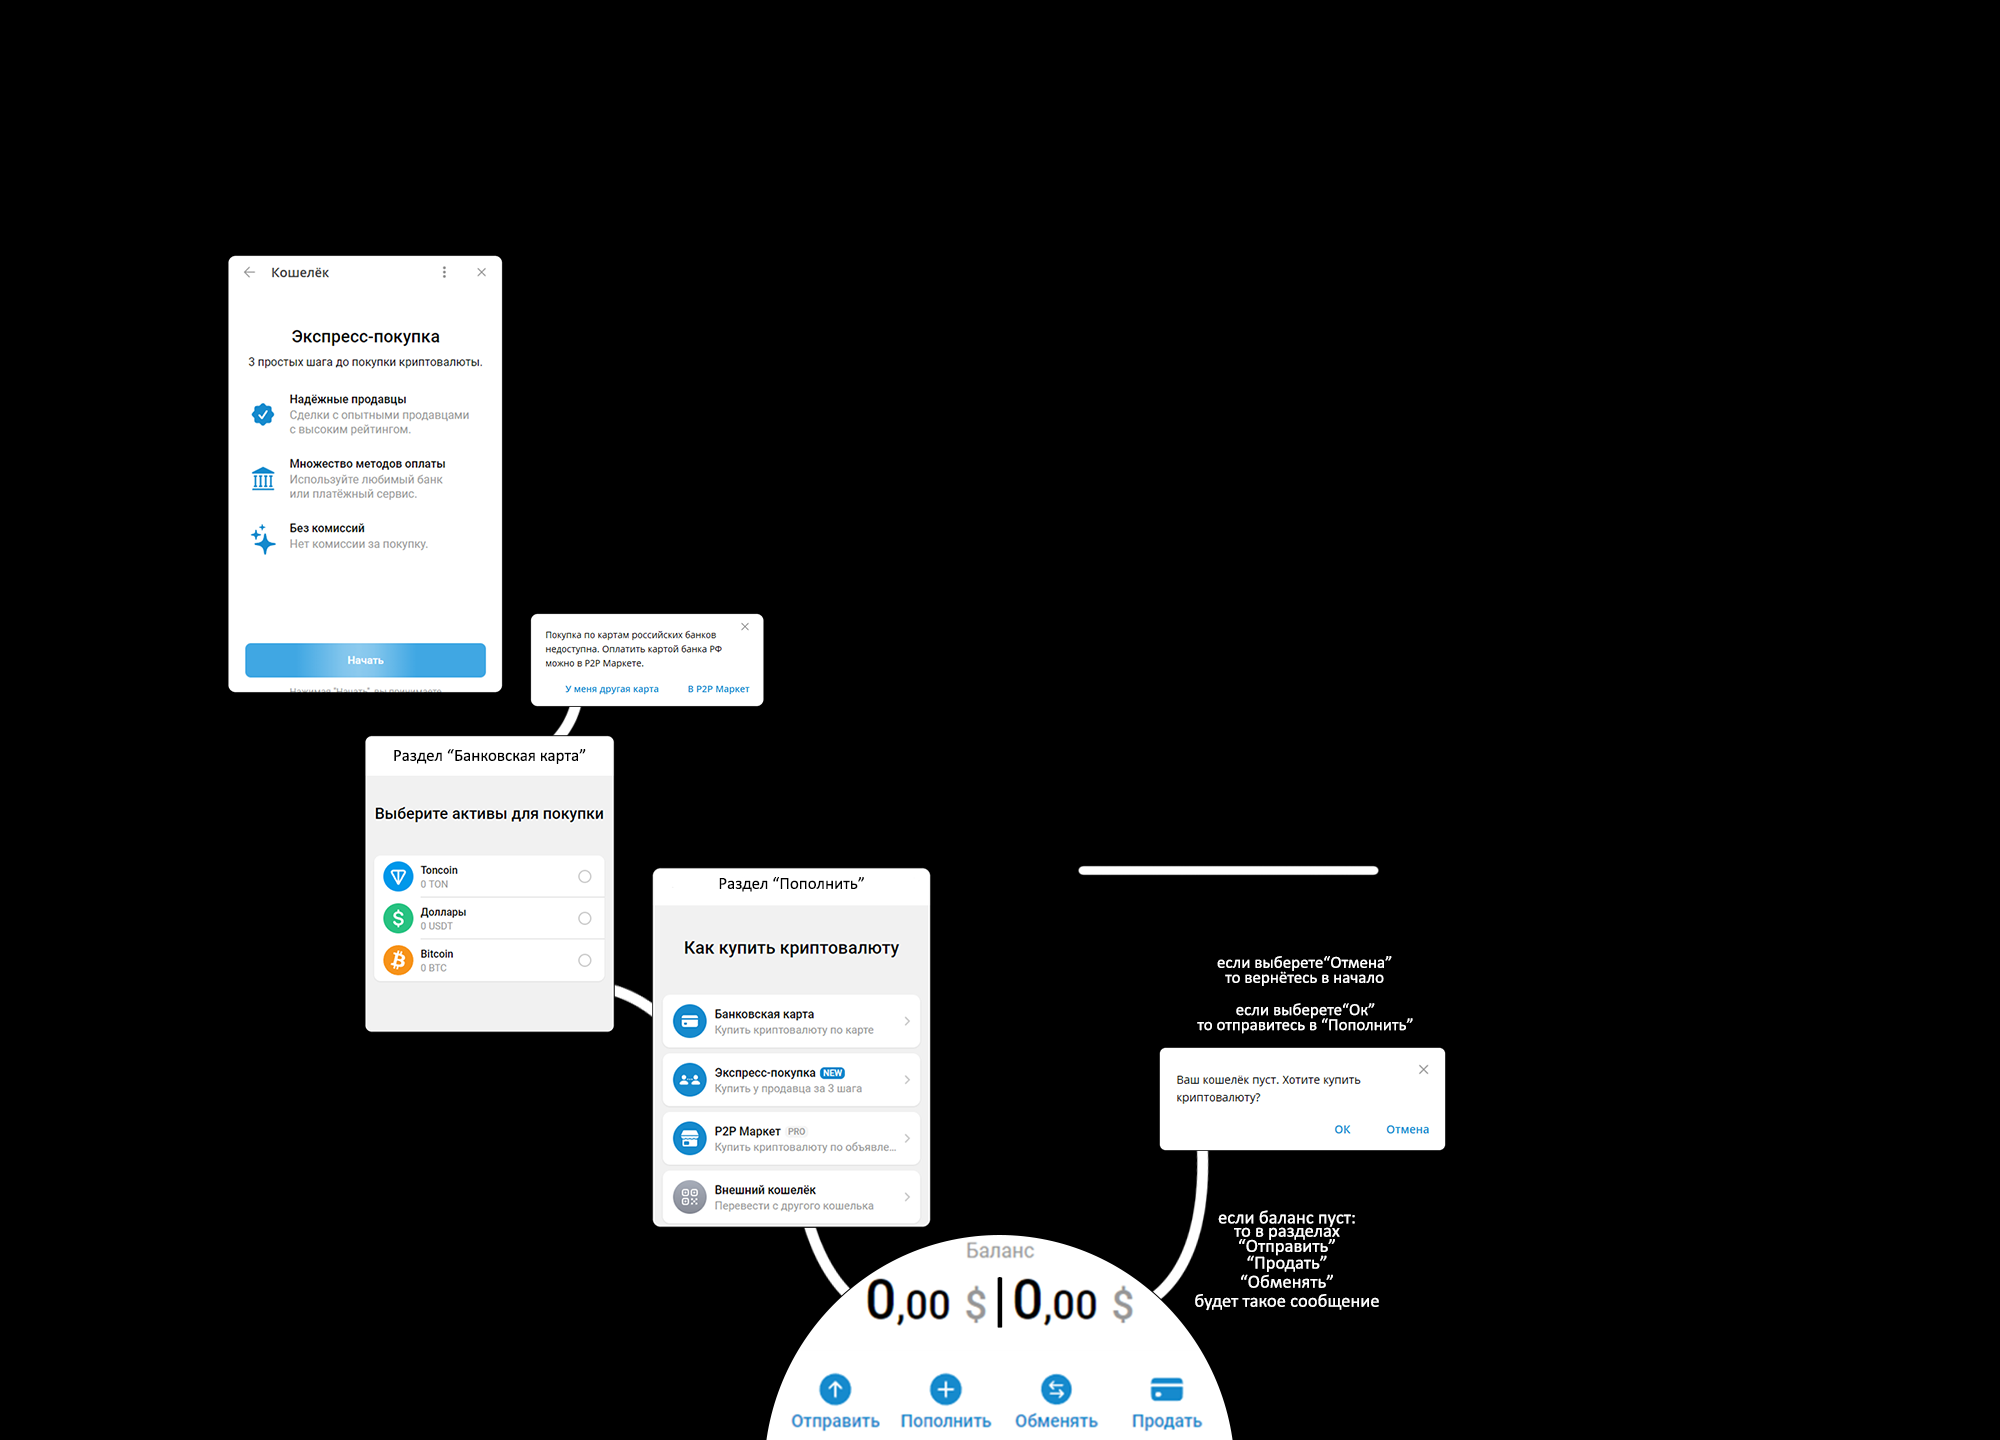 Кошелёк
Экспресс-покупка
3 простых шага до покупки криптовалюты.
Надёжные продавцы
Сделки с опытными продавцами
с высоким рейтингом.
Множество методов оплаты
Используйте любимый банк
или платёжный сервис.
Без комиссий
Нет комиссии за покупку.
Начать
Нажимая "Начать", вы принимаете
Покупка по картам российских банков
недоступна. Оплатить картой банка РФ
можно в P2P Маркете.
У меня другая карта В P2P Маркет
Раздел “Банковская карта”
Выберите активы для покупки
Toncoin
0 TON
Доллары
0 USDT
Bitcoin
0 BTC
Раздел “Пополнить”
Как купить криптовалюту
Банковская карта
Купить криптовалюту по карте
Экспресс-покупка NEW
Купить у продавца за 3 шага
P2P Маркет PRO
Купить криптовалюту по объявле...
Внешний кошелёк
Перевести с другого кошелька
если выберете“Отмена”
то вернётесь в начало
если выберете“Ок”
то отправитесь в “Пополнить”
Ваш кошелёк пуст. Хотите купить
криптовалюту?
ОК Отмена
если баланс пуст:
то в разделах
“Отправить”
“Продать”
“Обменять”
будет такое сообщение
Баланс
0,00 $ | 0,00 $
Отправить Пополнить Обменять Продать